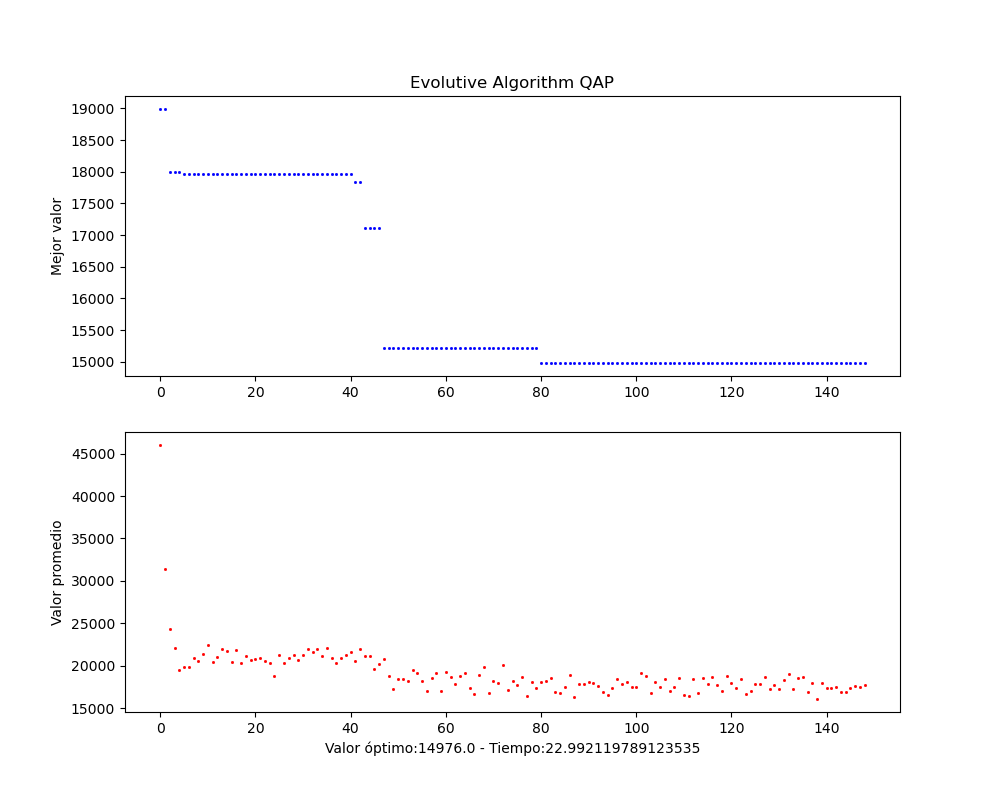 Evolutive Algorithm QAP
Mejor valor
19000
18500
18000
17500
17000
16500
16000
15500
15000
0 20 40 60 80 100 120 140
Valor promedio
45000
40000
35000
30000
25000
20000
15000
0 20 40 60 80 100 120 140
Valor óptimo:14976.0 - Tiempo:22.992119789123535